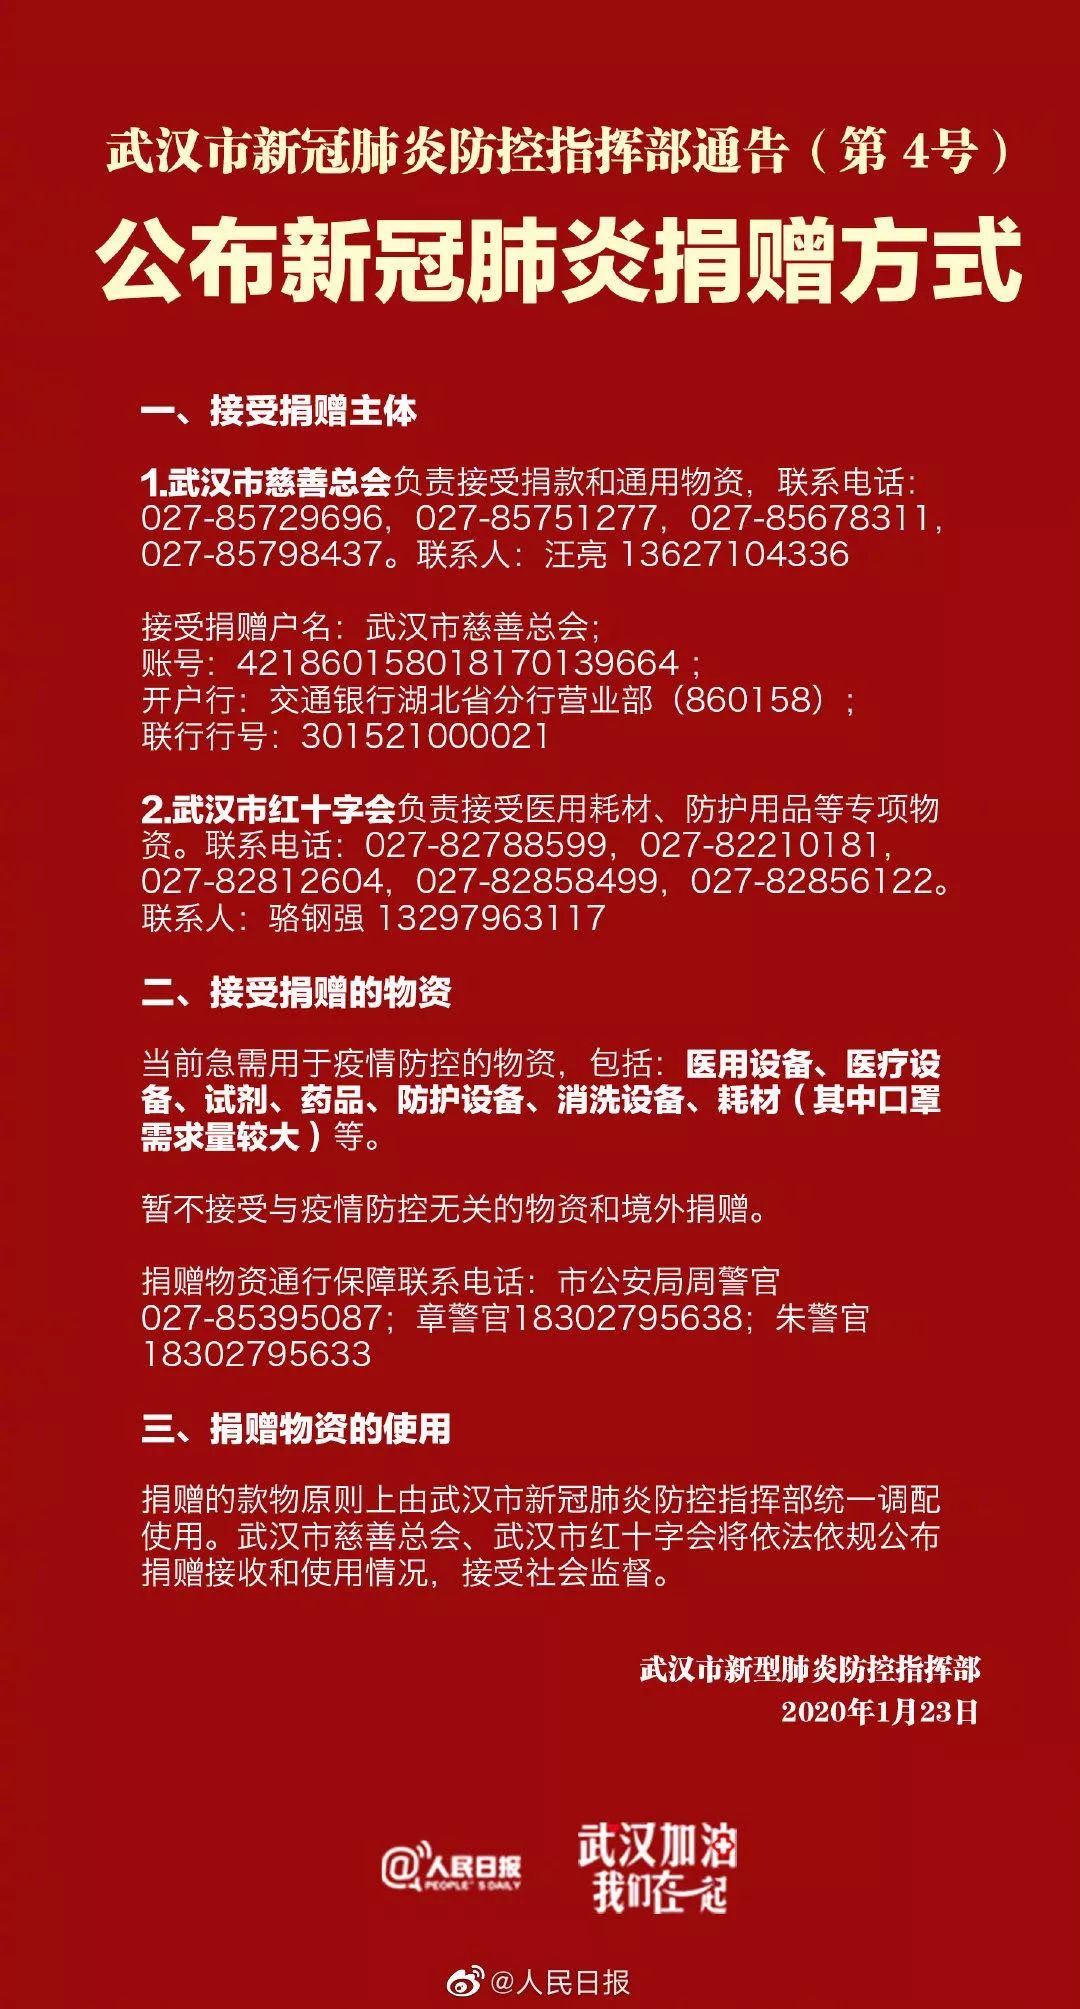 武汉市新冠肺炎防控指挥部通告（第 4号）
公布新冠肺炎捐赠方式
一、接受捐赠主体
1.武汉市慈善总会负责接受捐款和通用物资，联系电话：
027-85729696，027-85751277，027-85678311，
027-85798437。联系人：汪亮 13627104336
接受捐赠户名：武汉市慈善总会；
账号：421860158018170139664 ；
开户行：交通银行湖北省分行营业部（860158）；
联行行号：301521000021
2.武汉市红十字会负责接受医用耗材、防护用品等专项物
资。联系电话：027-82788599，027-82210181，
027-82812604，027-82858499，027-82856122。
联系人：骆钢强 13297963117
二、接受捐赠的物资
当前急需用于疫情防控的物资，包括：医用设备、医疗设
备、试剂、药品、防护设备、消洗设备、耗材（其中口罩
需求量较大）等。
暂不接受与疫情防控无关的物资和境外捐赠。
捐赠物资通行保障联系电话：市公安局周警官
027-85395087；章警官18302795638；朱警官
18302795633
三、捐赠物资的使用
捐赠的款物原则上由武汉市新冠肺炎防控指挥部统一调配
使用。武汉市慈善总会、武汉市红十字会将依法依规公布
捐赠接收和使用情况，接受社会监督。
武汉市新型肺炎防控指挥部
2020年1月23日
@人民日报
PEOPLE'S DAILY
武汉加油
我们在一起
@人民日报